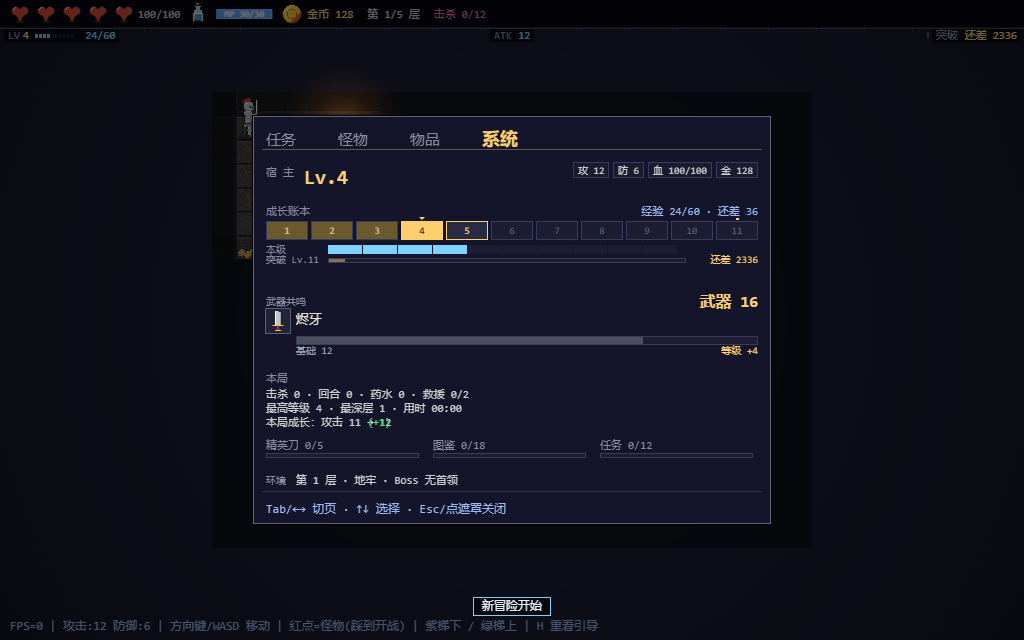 100/100 MP 30/30 金币 128 第 1/5 层 击杀 0/12
LV 4 24/60 ATK 12 突破 还差 2336
任务 怪物 物品 系统
宿 主 Lv.4 攻 12 防 6 血 100/100 金 128
成长账本 经验 24/60 · 还差 36
1 2 3 4 5 6 7 8 9 10 11
本级
突破 Lv.11 还差 2336
武器共鸣 武器 16
烬牙
基础 12 等级 +4
本局
击杀 0 · 回合 0 · 药水 0 · 救援 0/2
最高等级 4 · 最深层 1 · 用时 00:00
本局成长: 攻击 11
精英刀 0/5 图鉴 0/18 任务 0/12
环境 第 1 层 · 地牢 · Boss 无首领
Tab/↔ 切页 · ↑↓ 选择 · Esc/点遮罩关闭
新冒险开始
FPS=0 | 攻击:12 防御:6 | 方向键/WASD 移动 | 红点=怪物(踩到开战) | 紫梯下 / 绿梯上 | H 重看引导